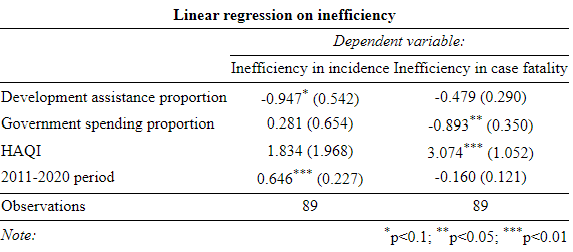 Linear regression on inefficiency
Dependent variable:
Inefficiency in incidence Inefficiency in case fatality
Development assistance proportion -0.947* (0.542) -0.479 (0.290)
Government spending proportion 0.281 (0.654) -0.893** (0.350)
HAQI 1.834 (1.968) 3.074*** (1.052)
2011-2020 period 0.646*** (0.227) -0.160 (0.121)
Observations 89 89
Note: *p<0.1; **p<0.05; ***p<0.01